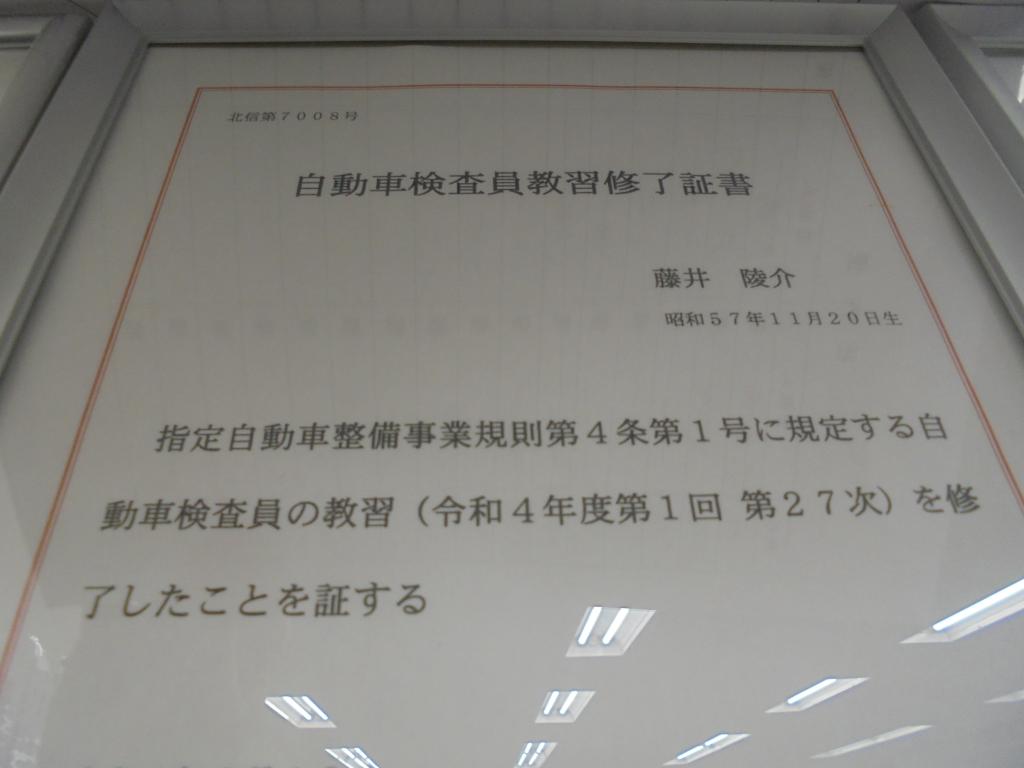 北信第７００８号
自動車検査員教習修了証書
藤井　陵介
昭和５７年１１月２０日生
指定自動車整備事業規則第４条第１号に規定する自
動車検査員の教習（令和４年度第１回 第２７次）を修
了したことを証する